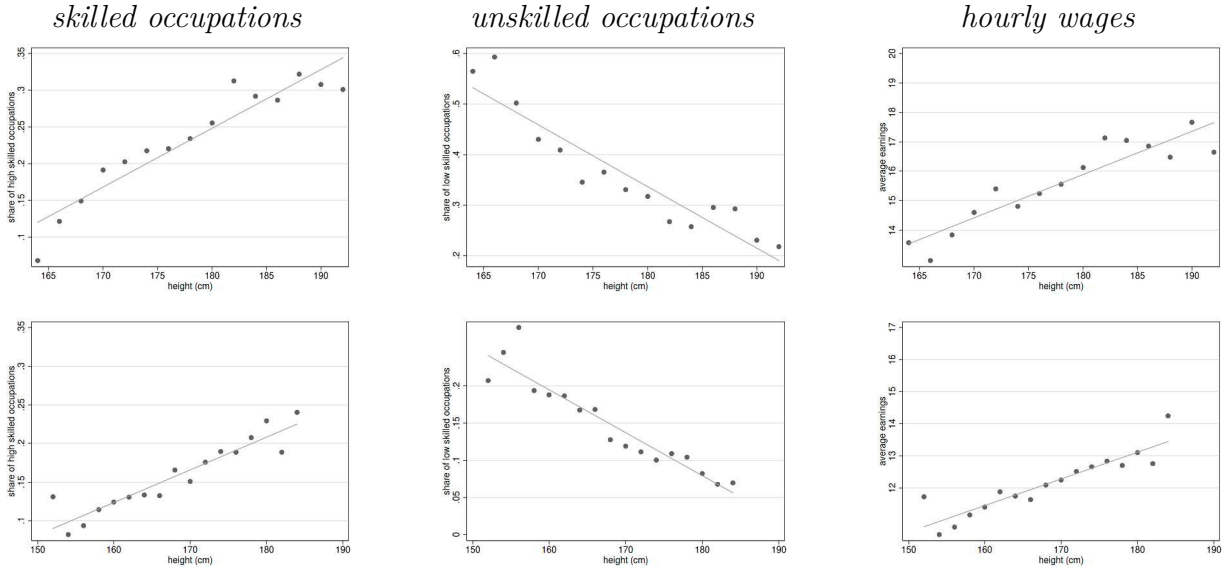 skilled occupations
unskilled occupations
hourly wages
share of high skilled occupations
.35
.3
.25
.2
.15
.1
165 170 175 180 185 190
height (cm)
share of low skilled occupations
.6
.5
.4
.3
.2
165 170 175 180 185 190
height (cm)
average earnings
20
19
18
17
16
15
14
165 170 175 180 185 190
height (cm)
share of high skilled occupations
.35
.3
.25
.2
.15
.1
150 160 170 180 190
height (cm)
share of low skilled occupations
.2
.15
.1
.05
0
150 160 170 180 190
height (cm)
average earnings
17
16
15
14
13
12
150 160 170 180 190
height (cm)